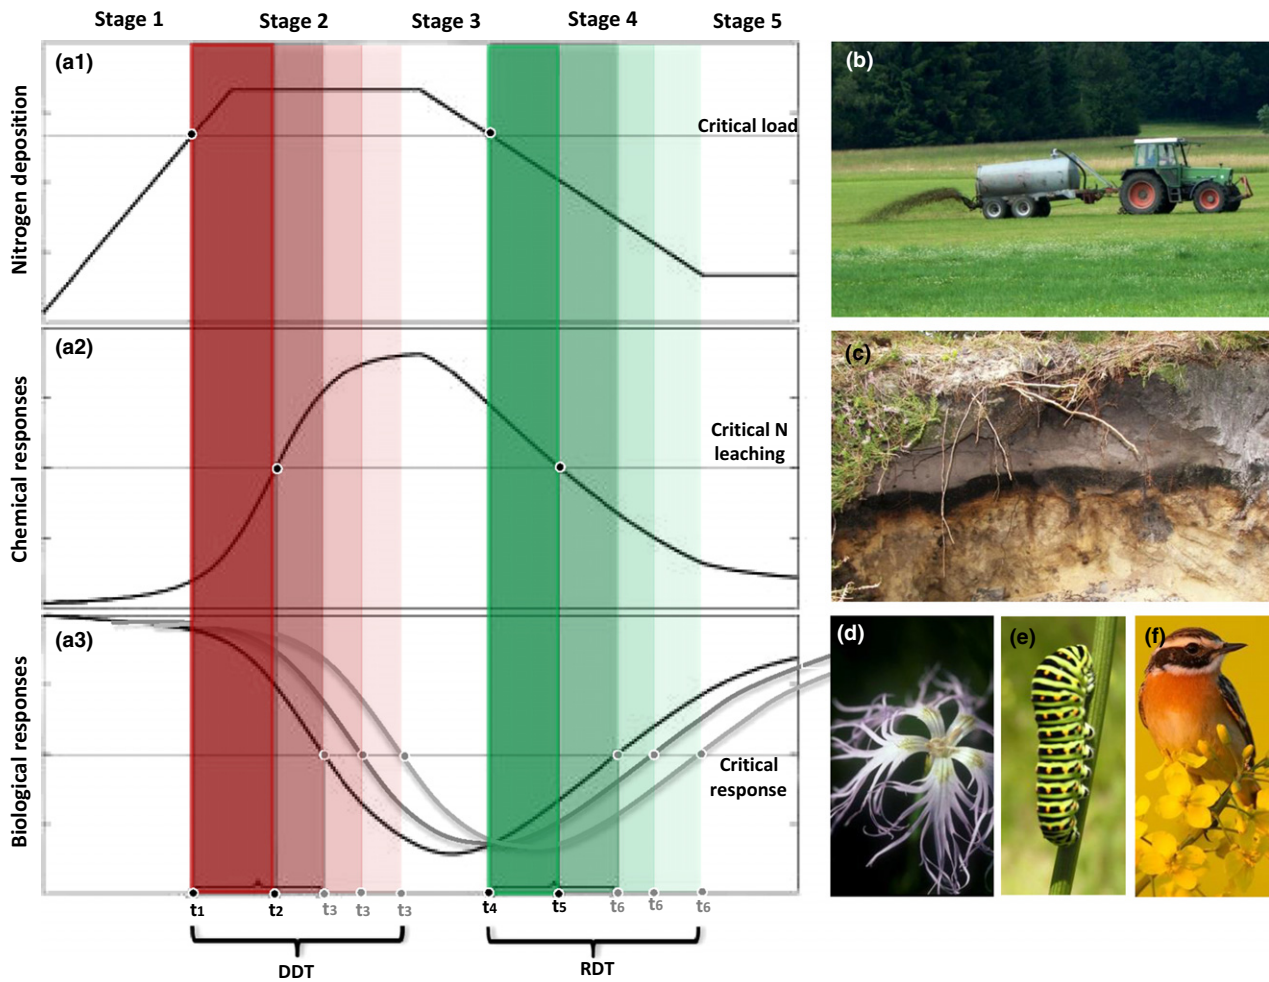 Stage 1 Stage 2 Stage 3 Stage 4 Stage 5
(a1)
Nitrogen deposition
Critical load
(b)
(a2)
Chemical responses
Critical N
leaching
(c)
(a3)
Biological responses
Critical
response
(d)
(e)
(f)
t1 t2 t3 t3 t3 t4 t5 t6 t6 t6
DDT RDT